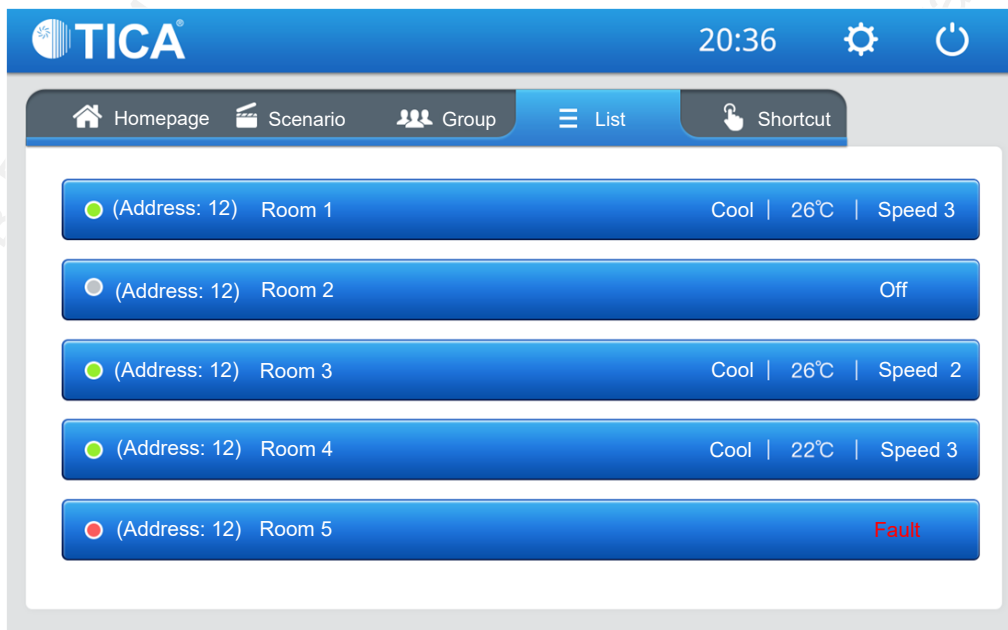 TICA® 20:36
Homepage Scenario Group List Shortcut
(Address: 12) Room 1 Cool | 26℃ | Speed 3
(Address: 12) Room 2 Off
(Address: 12) Room 3 Cool | 26℃ | Speed 2
(Address: 12) Room 4 Cool | 22℃ | Speed 3
(Address: 12) Room 5 Fault